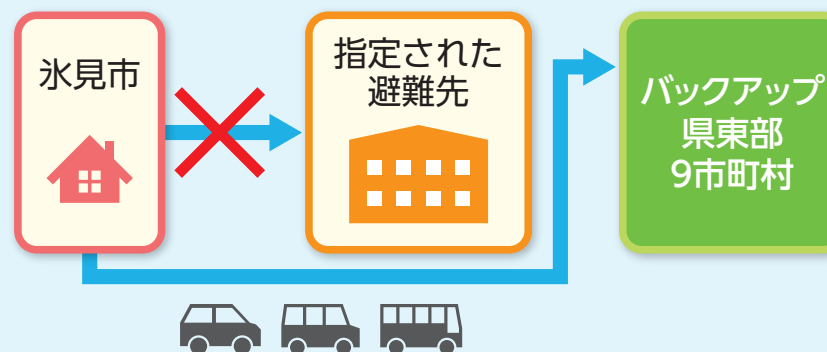 氷見市
指定された
避難先
バックアップ
県東部
9市町村